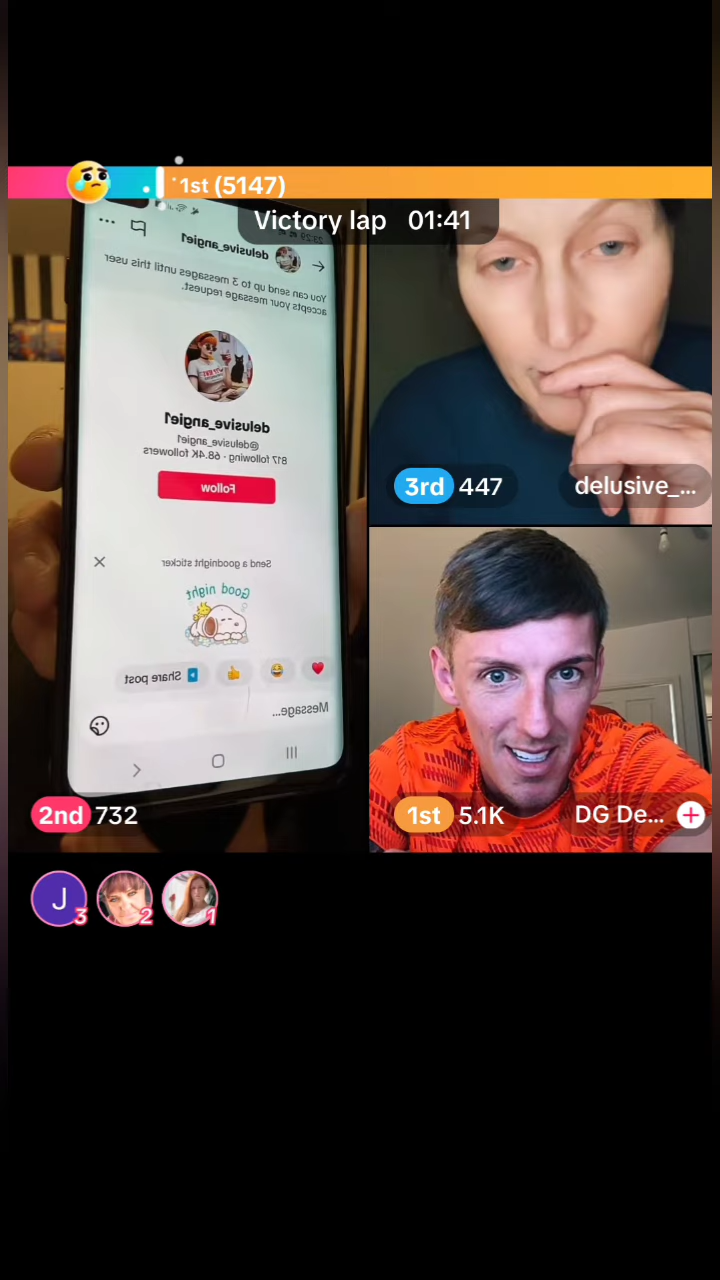 1st (5147)
Victory lap 01:41
delusive_angie1
You can send up to 3 messages until this user
accepts your message request.
delusive_angie1
@delusive_angie1
817 following · 68.4K followers
Follow
Send a goodnight sticker
Good night
Share post
Message...
3rd 447
delusive_...
2nd 732
1st 5.1K
DG De...
J
3
2
1